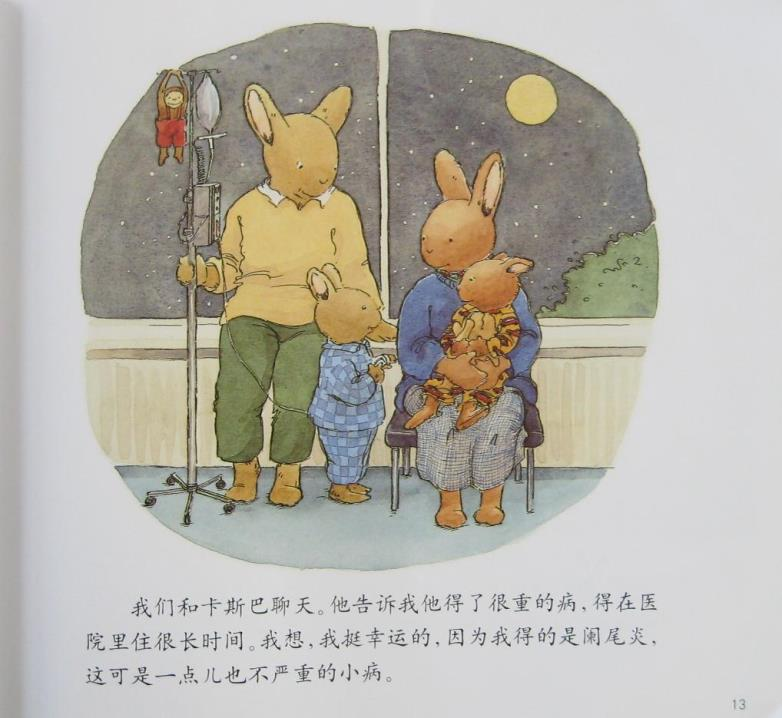 我们和卡斯巴聊天。他告诉我他得了很重的病，得在医
院里住很长时间。我想，我挺幸运的，因为我得的是阑尾炎，
这可是一点儿也不严重的小病。
13